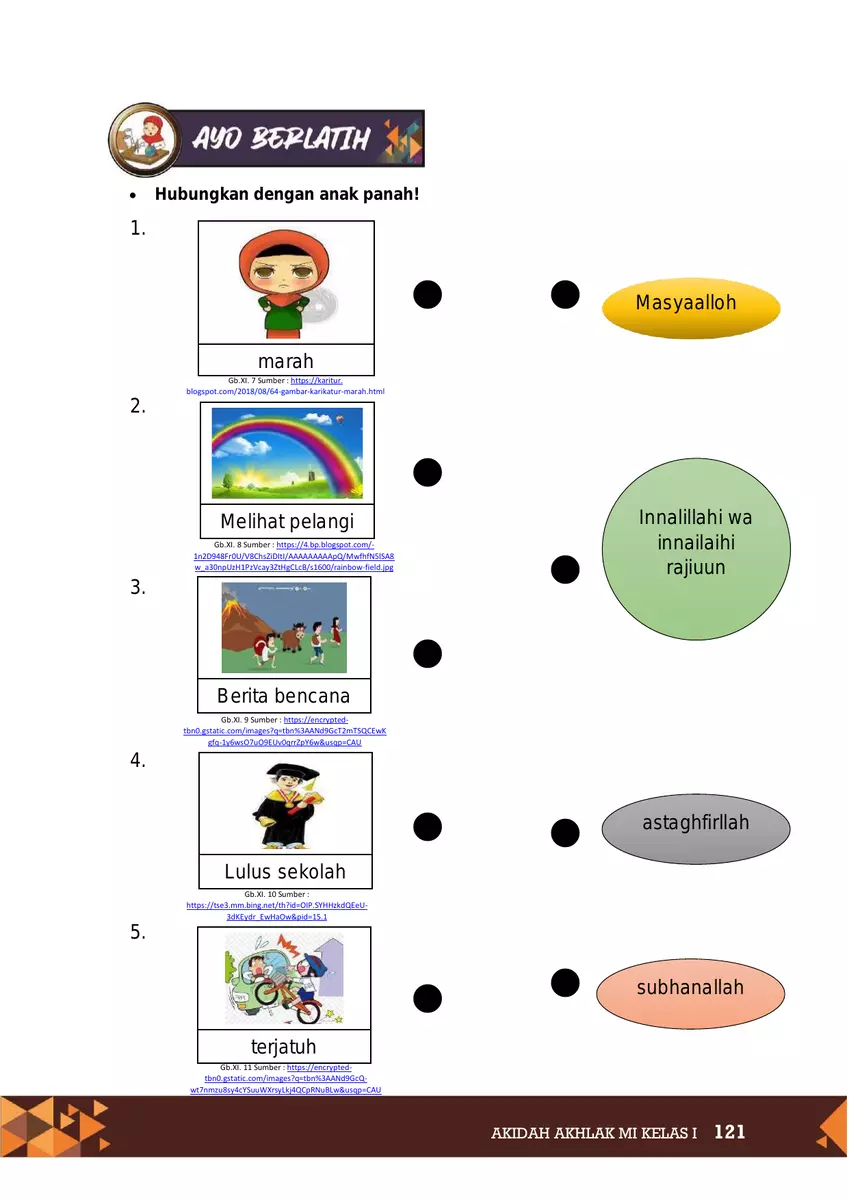 AYO BERLATIH
• Hubungkan dengan anak panah!
1.
marah
Gb.XI. 7 Sumber : https://karitur.
blogspot.com/2018/08/64-gambar-karikatur-marah.html
Masyaalloh
2.
Melihat pelangi
Gb.XI. 8 Sumber : https://4.bp.blogspot.com/-
1n2D948Fr0U/V8ChsZiDltI/AAAAAAAAApQ/MwfhfN5lSA8
w_a30npUzH1PzVcay3ZtHgCLcB/s1600/rainbow-field.jpg
Innalillahi wa
innailaihi
rajiuun
3.
Berita bencana
Gb.XI. 9 Sumber : https://encrypted-
tbn0.gstatic.com/images?q=tbn%3AANd9GcT2mTSQCEwK
gfq-1y6wsO7uO9EUv0qrrZpY6w&usqp=CAU
4.
Lulus sekolah
Gb.XI. 10 Sumber :
https://tse3.mm.bing.net/th?id=OIP.SYHHzkdQEeU-
3dKEydr_EwHaOw&pid=15.1
astaghfirllah
5.
terjatuh
Gb.XI. 11 Sumber : https://encrypted-
tbn0.gstatic.com/images?q=tbn%3AANd9GcQ-
wt7nmzu8sy4cYSuuWXrsyLkj4QCpRNuBLw&usqp=CAU
subhanallah
AKIDAH AKHLAK MI KELAS I 121